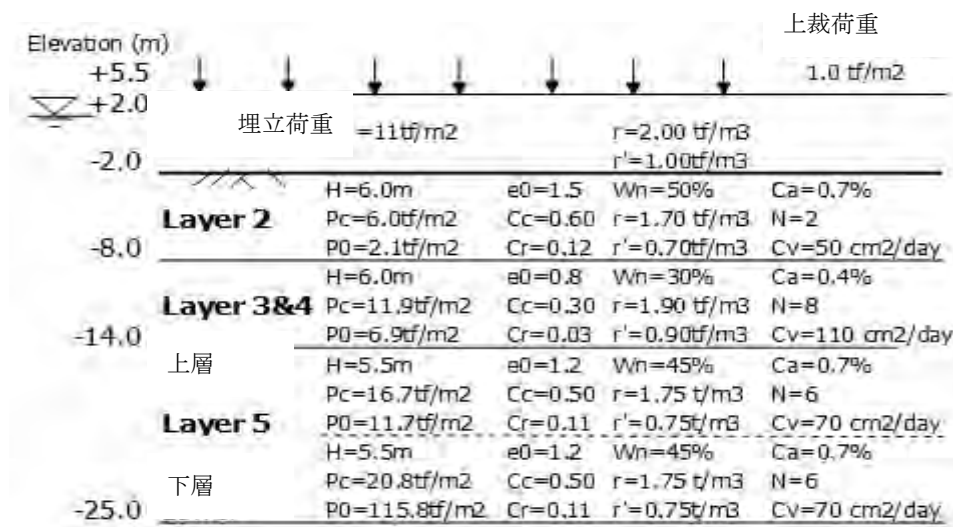 上裁荷重
Elevation (m)
+5.5 1.0 tf/m2
+2.0
埋立荷重 =11tf/m2 r=2.00 tf/m3
-2.0 r'=1.00tf/m3
H=6.0m e0=1.5 Wn=50% Ca=0.7%
Layer 2 Pc=6.0tf/m2 Cc=0.60 r=1.70 tf/m3 N=2
-8.0 P0=2.1tf/m2 Cr=0.12 r'=0.70tf/m3 Cv=50 cm2/day
H=6.0m e0=0.8 Wn=30% Ca=0.4%
Layer 3&4 Pc=11.9tf/m2 Cc=0.30 r=1.90 tf/m3 N=8
-14.0 P0=6.9tf/m2 Cr=0.03 r'=0.90tf/m3 Cv=110 cm2/day
上層 H=5.5m e0=1.2 Wn=45% Ca=0.7%
Pc=16.7tf/m2 Cc=0.50 r=1.75 t/m3 N=6
Layer 5 P0=11.7tf/m2 Cr=0.11 r'=0.75t/m3 Cv=70 cm2/day
H=5.5m e0=1.2 Wn=45% Ca=0.7%
下層 Pc=20.8tf/m2 Cc=0.50 r=1.75 t/m3 N=6
-25.0 P0=115.8tf/m2 Cr=0.11 r'=0.75t/m3 Cv=70 cm2/day